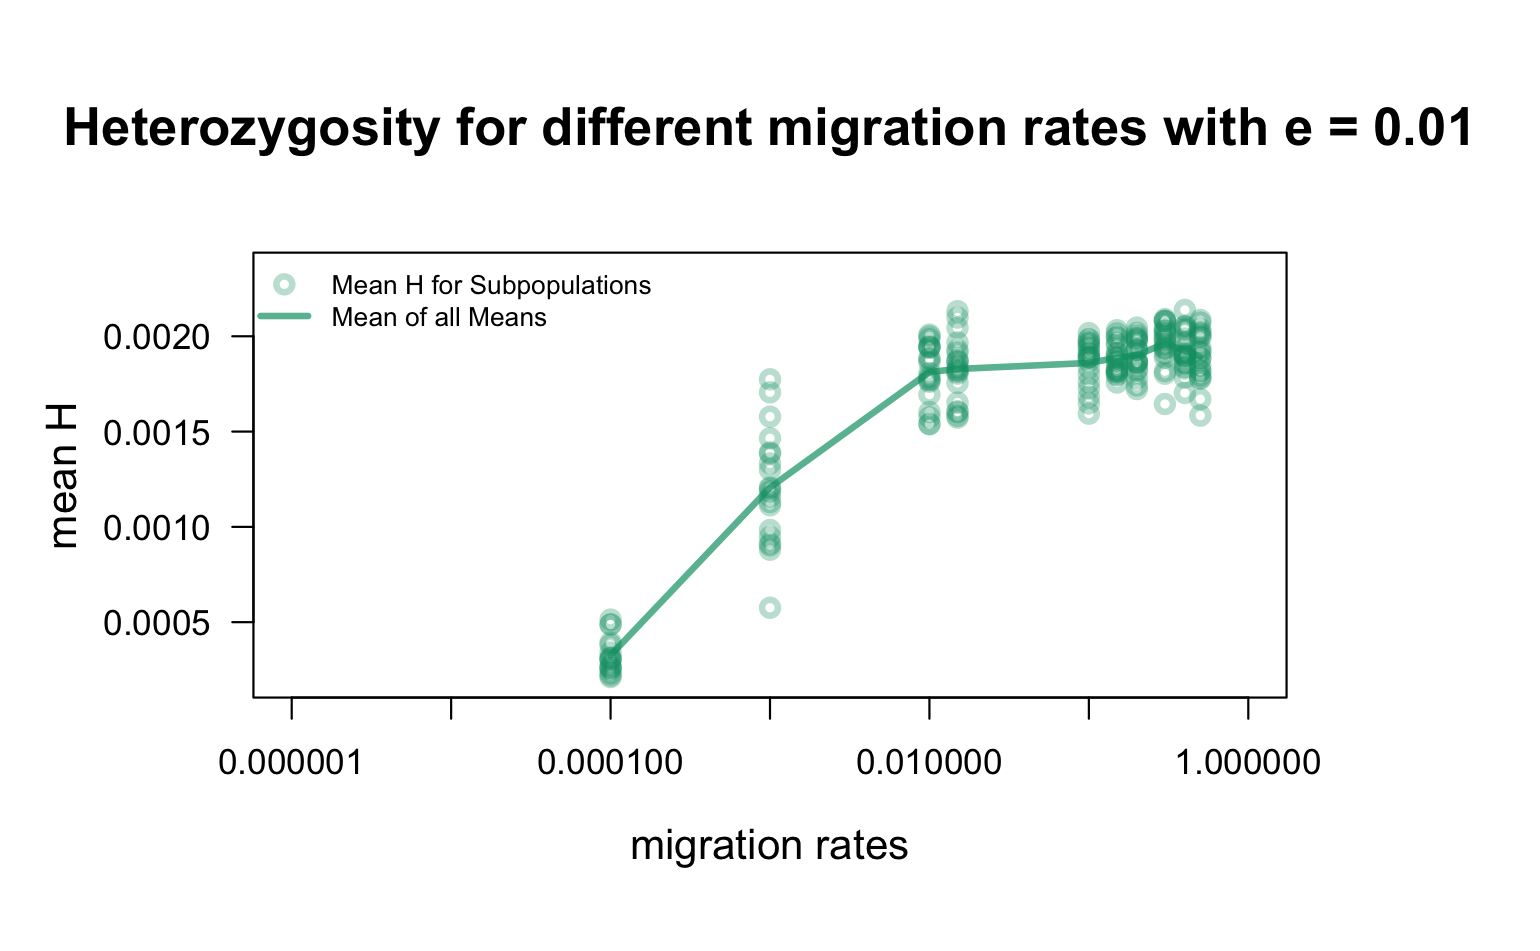 Heterozygosity for different migration rates with e = 0.01
Mean H for Subpopulations
Mean of all Means
mean H
0.0020
0.0015
0.0010
0.0005
0.000001
0.000100
0.010000
1.000000
migration rates